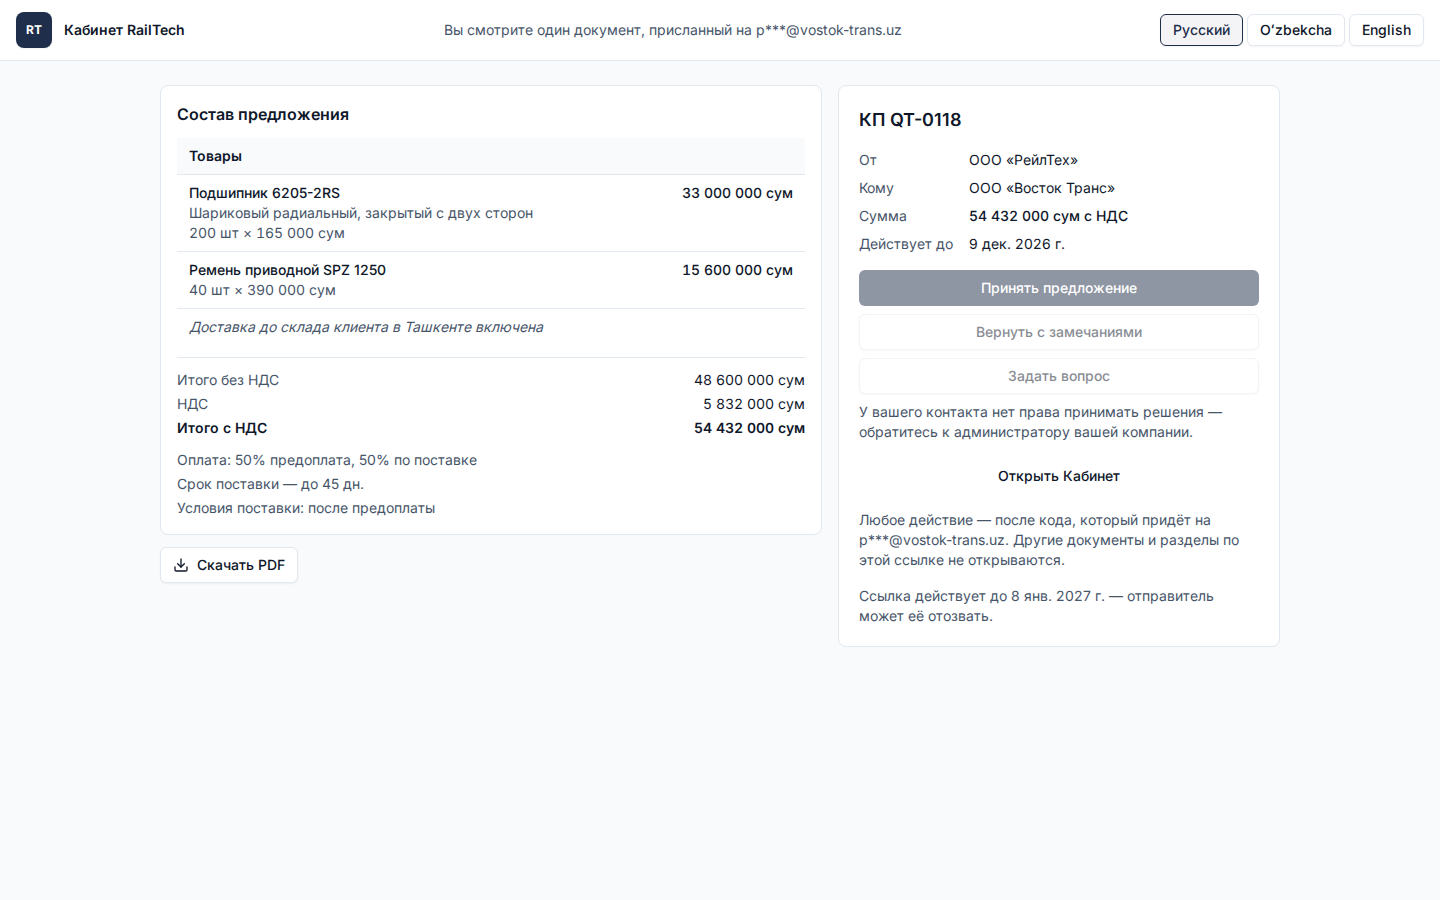 RT
Кабинет RailTech
Вы смотрите один документ, присланный на p***@vostok-trans.uz
Русский
Oʻzbekcha
English
Состав предложения
Товары
Подшипник 6205-2RS
33 000 000 сум
Шариковый радиальный, закрытый с двух сторон
200 шт × 165 000 сум
Ремень приводной SPZ 1250
15 600 000 сум
40 шт × 390 000 сум
Доставка до склада клиента в Ташкенте включена
Итого без НДС
48 600 000 сум
НДС
5 832 000 сум
Итого с НДС
54 432 000 сум
Оплата: 50% предоплата, 50% по поставке
Срок поставки — до 45 дн.
Условия поставки: после предоплаты
Скачать PDF
КП QT-0118
От
ООО «РейлТех»
Кому
ООО «Восток Транс»
Сумма
54 432 000 сум с НДС
Действует до
9 дек. 2026 г.
Принять предложение
Вернуть с замечаниями
Задать вопрос
У вашего контакта нет права принимать решения —
обратитесь к администратору вашей компании.
Открыть Кабинет
Любое действие — после кода, который придёт на
p***@vostok-trans.uz. Другие документы и разделы по
этой ссылке не открываются.
Ссылка действует до 8 янв. 2027 г. — отправитель
может её отозвать.